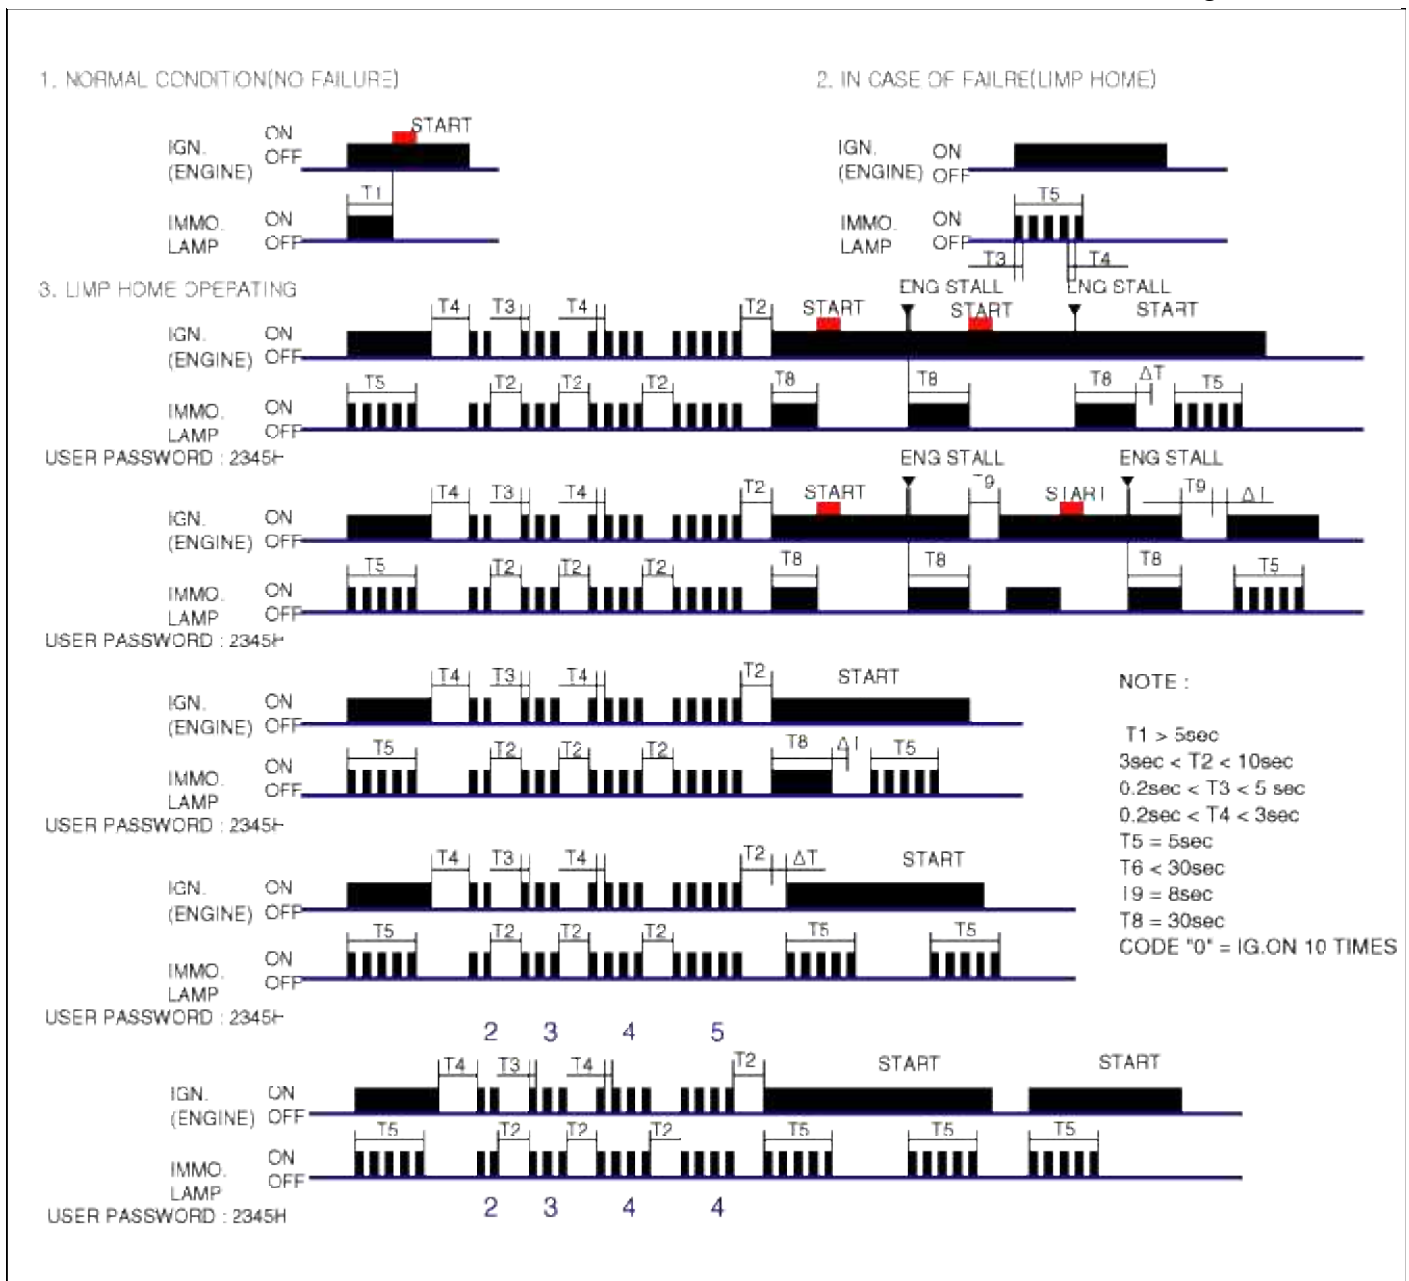 1. NORMAL CONDITION(NO FAILURE)
2. IN CASE OF FAILRE(LIMP HOME)
START
IGN. ON
(ENGINE) OFF
T1
IMMO. ON
LAMP OFF
IGN. ON
(ENGINE) OFF
T5
IMMO. ON
LAMP OFF
T3 T4
3. LIMP HOME OPERATING
ENG STALL ENG STALL
T4 T3 T4 T2 START START START
IGN. ON
(ENGINE) OFF
T5 T2 T2 T2 T8 T8 T8 ΔT T5
IMMO. ON
LAMP OFF
USER PASSWORD : 2345H
ENG STALL ENG STALL
T4 T3 T4 T2 START T9 START T9 ΔT
IGN. ON
(ENGINE) OFF
T5 T2 T2 T2 T8 T8 T8 T5
IMMO. ON
LAMP OFF
USER PASSWORD : 2345H
T4 T3 T4 T2 START
IGN. ON
(ENGINE) OFF
T5 T2 T2 T2 T8 ΔT T5
IMMO. ON
LAMP OFF
USER PASSWORD : 2345H
T4 T3 T4 T2 ΔT START
IGN. ON
(ENGINE) OFF
T5 T2 T2 T2 T5 T5
IMMO. ON
LAMP OFF
USER PASSWORD : 2345H
2 3 4 5
T4 T3 T4 T2 START START
IGN. ON
(ENGINE) OFF
T5 T2 T2 T2 T5 T5 T5
IMMO. ON
LAMP OFF
USER PASSWORD : 2345H
2 3 4 4
NOTE :
T1 > 5sec
3sec < T2 < 10sec
0.2sec < T3 < 5 sec
0.2sec < T4 < 3sec
T5 = 5sec
T6 < 30sec
T9 = 8sec
T8 = 30sec
CODE "0" = IG.ON 10 TIMES